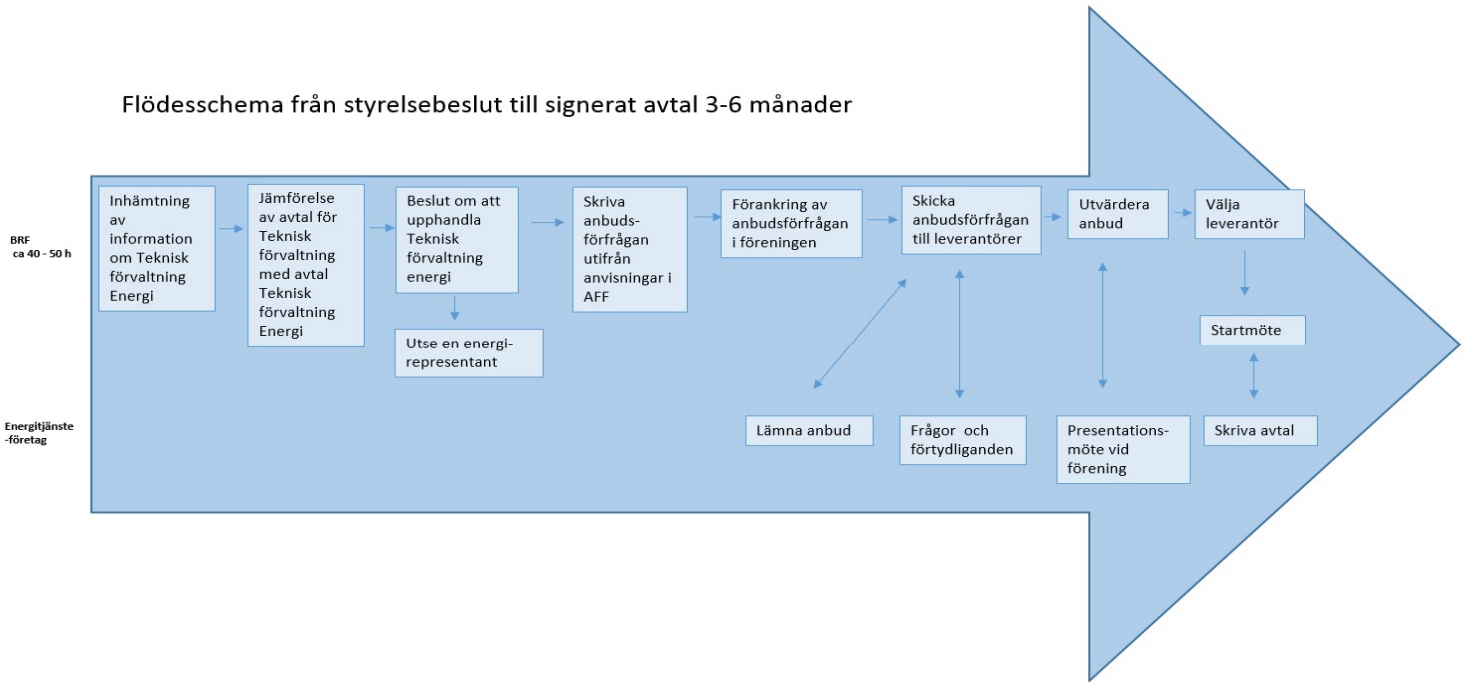 Flödesschema från styrelsebeslut till signerat avtal 3-6 månader
BRF
ca 40 - 50 h
Inhämtning
av
information
om Teknisk
förvaltning
Energi
Jämförelse
av avtal för
Teknisk
förvaltning
med avtal
Teknisk
förvaltning
Energi
Beslut om att
upphandla
Teknisk
förvaltning
energi
Utse en energi-
representant
Skriva
anbuds-
förfrågan
utifrån
anvisningar i
AFF
Förankring av
anbudsförfrågan
i föreningen
Skicka
anbudsförfrågan
till leverantörer
Utvärdera
anbud
Välja
leverantör
Startmöte
Energitjänste
-företag
Lämna anbud
Frågor och
förtydliganden
Presentations-
möte vid
förening
Skriva avtal